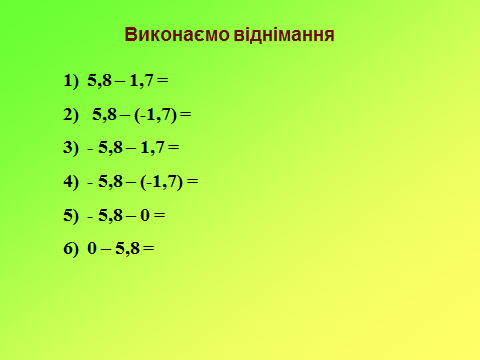 Виконаємо віднімання
1) 5,8 – 1,7 =
2) 5,8 – (-1,7) =
3) - 5,8 – 1,7 =
4) - 5,8 – (-1,7) =
5) - 5,8 – 0 =
6) 0 – 5,8 =